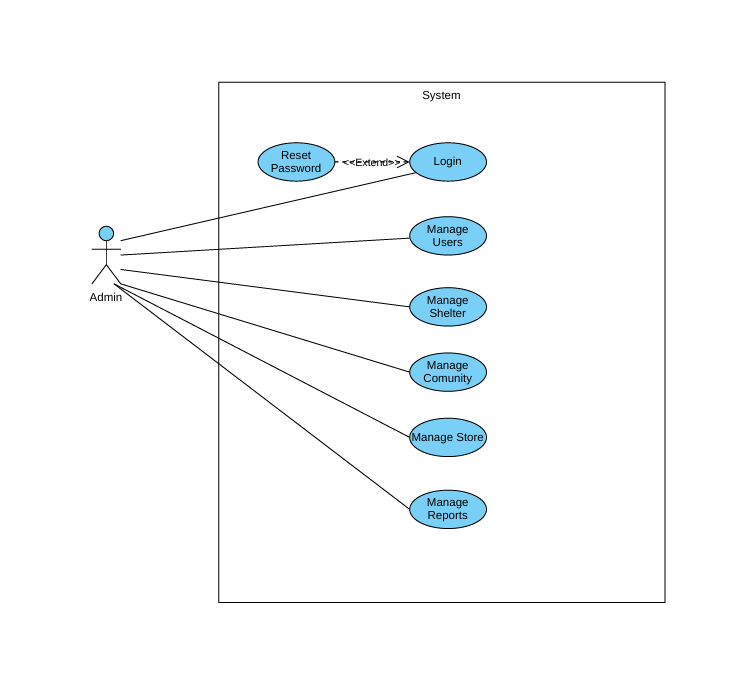 System
Reset
Password
<<Extend>>
Login
Manage
Users
Admin
Manage
Shelter
Manage
Comunity
Manage Store
Manage
Reports